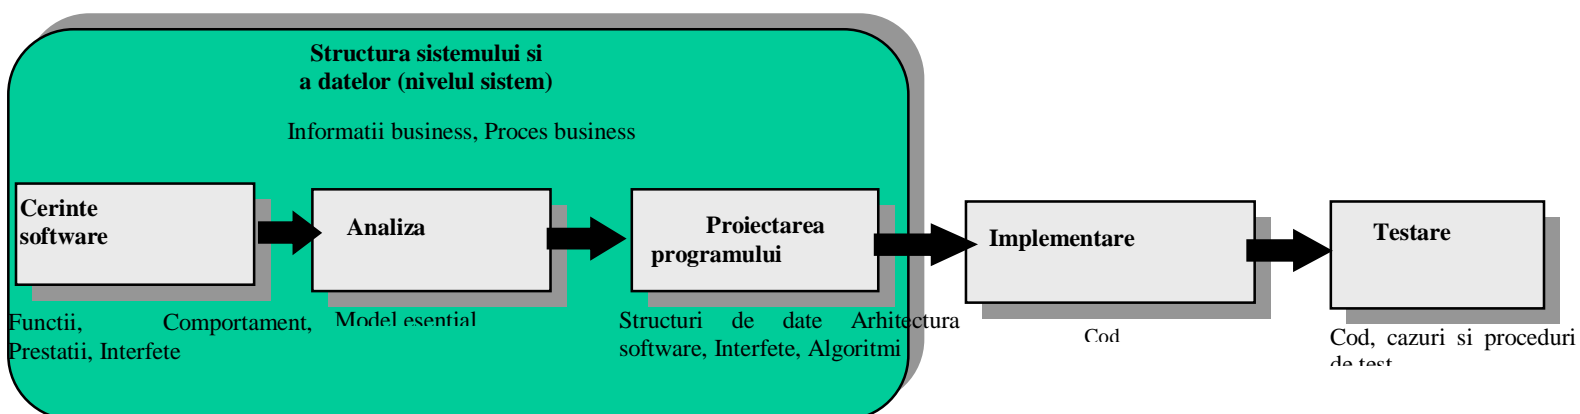 Structura sistemului si
a datelor (nivelul sistem)
Informatii business, Proces business
Cerinte
software
Analiza
Proiectarea
programului
Implementare
Testare
Functii, Comportament,
Prestatii, Interfete
Model esential
Structuri de date Arhitectura
software, Interfete, Algoritmi
Cod
Cod, cazuri si proceduri
de test